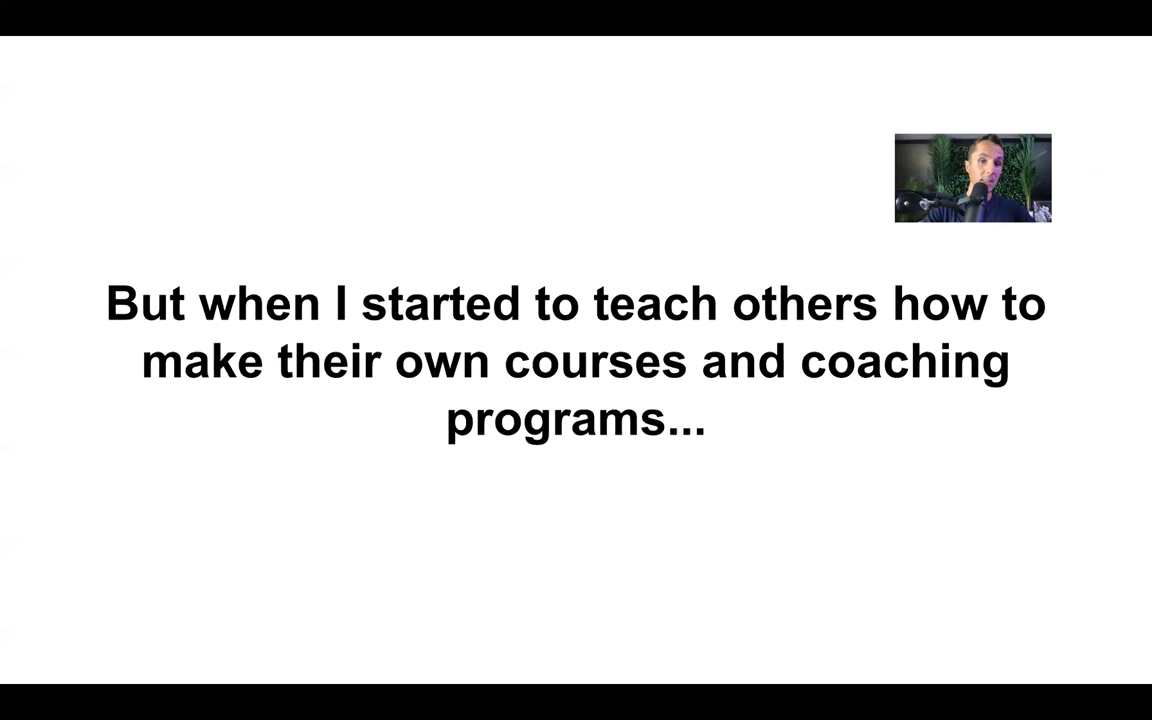 But when I started to teach others how to
make their own courses and coaching
programs...